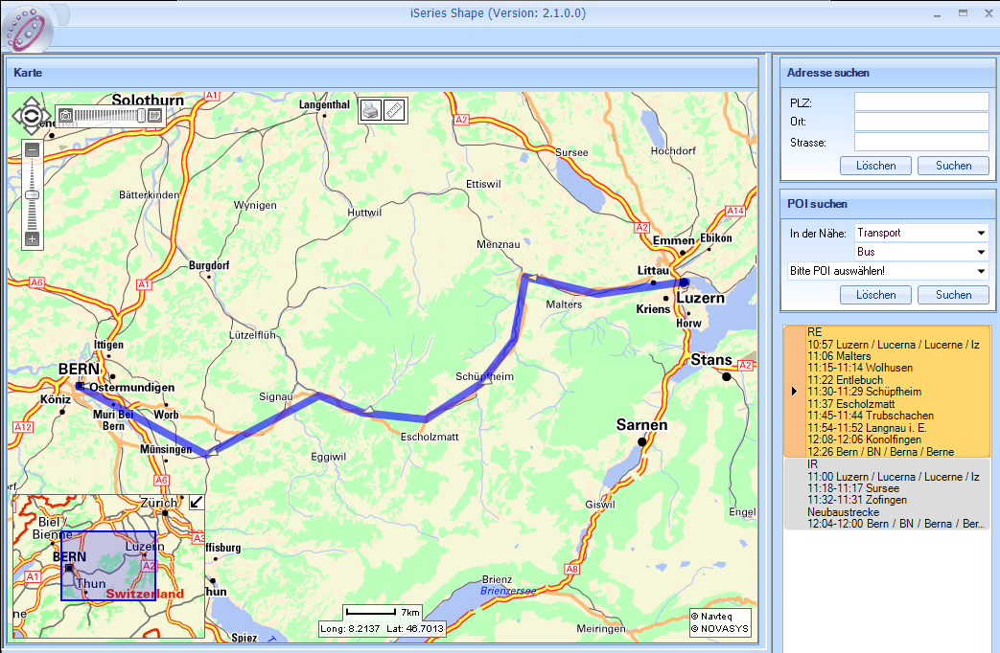 iSeries Shape (Version: 2.1.0.0)
Karte
Solothurn
A1
Langenthal
A2
Sursee
Hochdorf
Bätterkinden
Wynigen
Ettiswil
Huttwil
A14
A2
Emmen
Ebikon
Menznau
Burgdorf
Littau
A6
A1
Malters
Luzern
Kriens
Horw
Lützelflüh
Ittigen
Stans
A2
BERN
Schüpfheim
Ostermundigen
Köniz
Signau
Muri Bei
Bern
Worb
A12
Sarnen
Escholzmatt
Münsingen
Eggiwil
A6
Giswil
Engel
Zürich
Biel /
Bienne
A3
Luzern
ffisburg
BERN
A1
A2
A8
Thun
Switzerland
hun
Brienz
Brienzersee
7km
Long: 8.2137 Lat: 46.7013
Meiringen
Spiez
© Navteq
© NOVASYS
Adresse suchen
PLZ:
Ort:
Strasse:
Löschen
Suchen
POI suchen
In der Nähe:
Transport
Bus
Bitte POI auswählen!
Löschen
Suchen
RE
10:57 Luzern / Lucerna / Lucerne / lz
11:06 Malters
11:15-11:14 Wolhusen
11:22 Entlebuch
11:30-11:29 Schüpfheim
11:37 Escholzmatt
11:45-11:44 Trubschachen
11:54-11:52 Langnau i. E.
12:08-12:06 Konolfingen
12:26 Bern / BN / Berna / Berne
IR
11:00 Luzern / Lucerna / Lucerne / lz
11:18-11:17 Sursee
11:32-11:31 Zofingen
Neubaustrecke
12:04-12:00 Bern / BN / Berna / Ber...